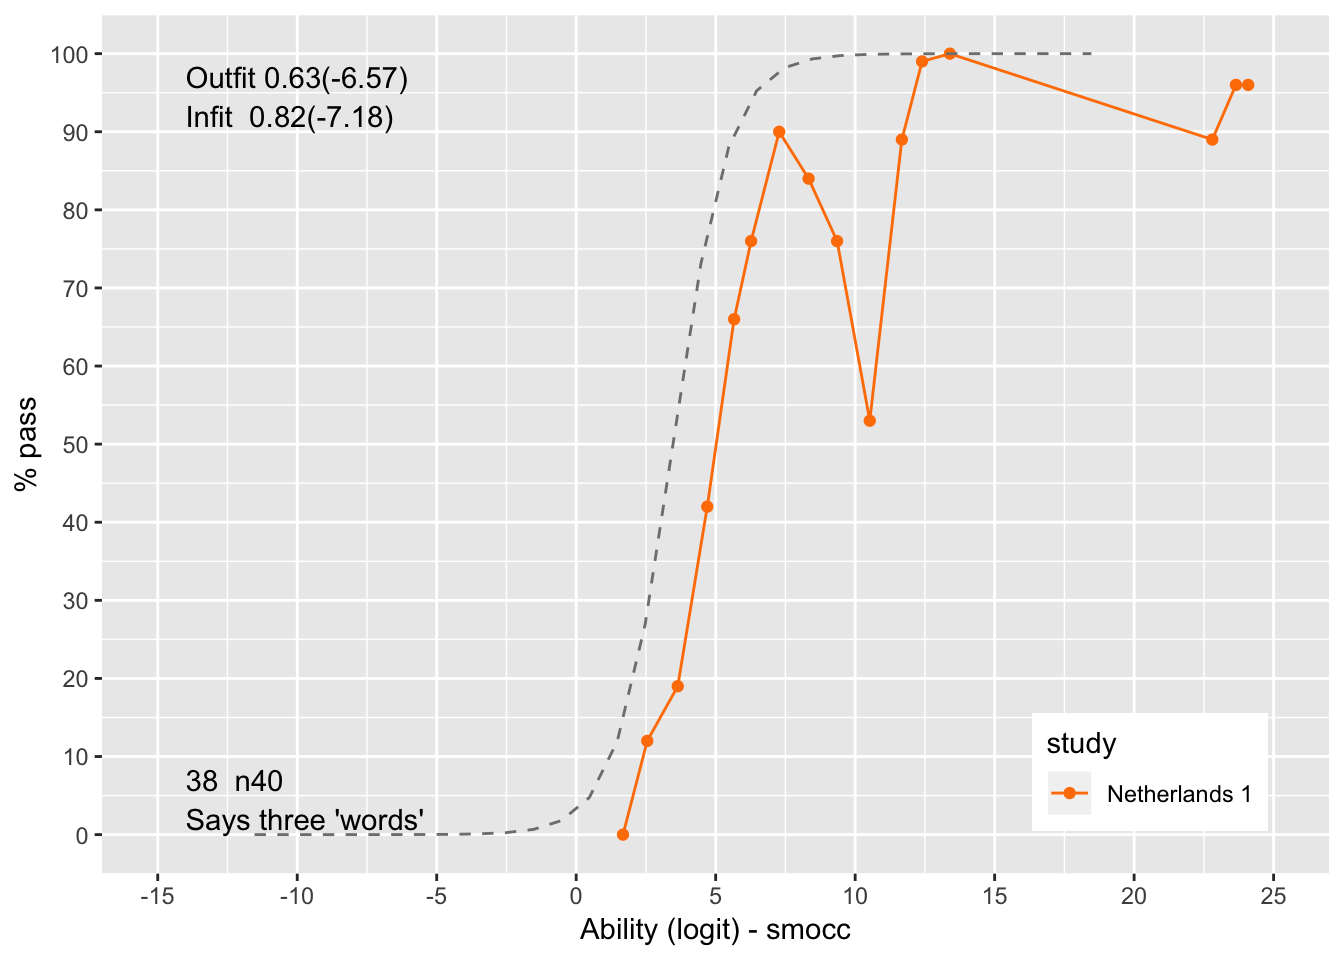 100
90
80
70
60
50
40
30
20
10
0
% pass
Outfit 0.63(-6.57)
Infit  0.82(-7.18)
38  n40
Says three 'words'
study
Netherlands 1
-15 -10 -5 0 5 10 15 20 25
Ability (logit) - smocc